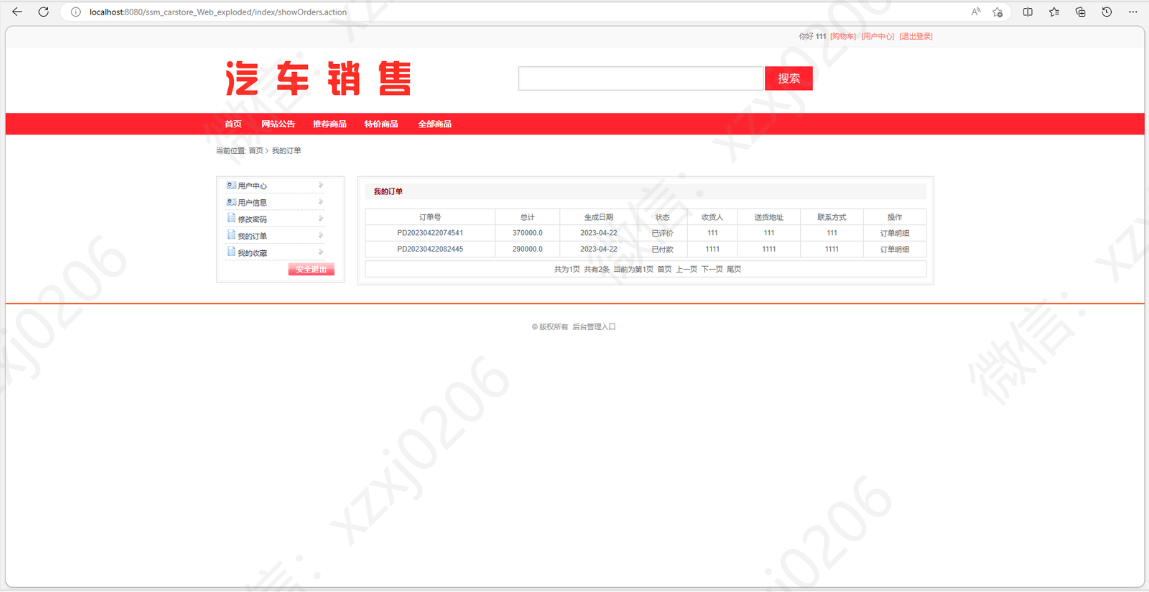 localhost:8080/ssm_carstore_Web_exploded/index/showOrders.action
你好 111 [购物车] [用户中心] [退出登录]
汽车销售
搜索
首页 网站公告 推荐商品 特价商品 全部商品
当前位置: 首页 > 我的订单
用户中心
用户信息
修改密码
我的订单
我的收藏
安全退出
我的订单
订单号 总计 生成日期 状态 收货人 送货地址 联系方式 操作
PD20230422074541 370000.0 2023-04-22 已评价 111 111 111 订单明细
PD20230422082445 290000.0 2023-04-22 已付款 1111 1111 1111 订单明细
共为1页 共有2条 当前为第1页 首页 上一页 下一页 尾页
© 版权所有 后台管理入口
微信: xzxj0206